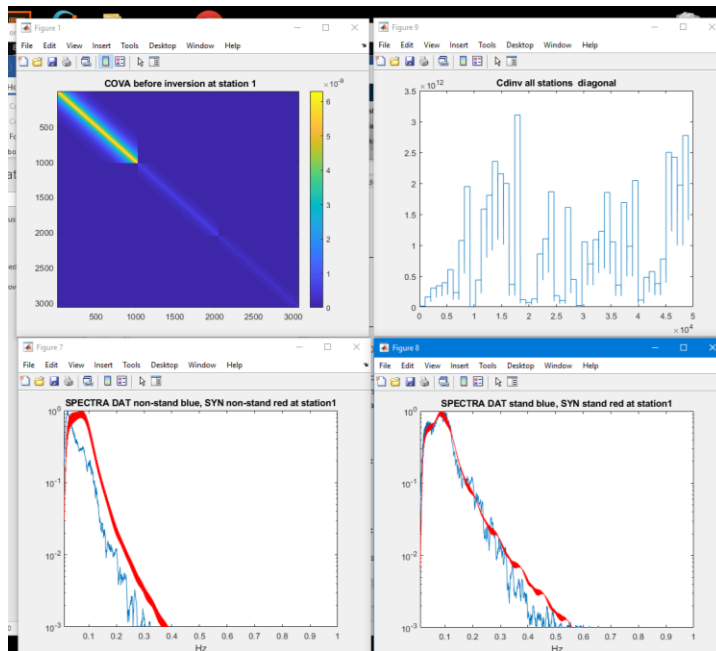 Figure 1
File Edit View Insert Tools Desktop Window Help
COVA before inversion at station 1
×10⁻⁹
500
1000
1500
2000
2500
3000
500 1000 1500 2000 2500 3000
6
5
4
3
2
1
0
Figure 9
File Edit View Insert Tools Desktop Window Help
Cdinv all stations diagonal
×10¹²
3.5
3
2.5
2
1.5
1
0.5
0
0 0.5 1 1.5 2 2.5 3 3.5 4 4.5 5
×10⁴
Figure 7
File Edit View Insert Tools Desktop Window Help
SPECTRA DAT non-stand blue, SYN non-stand red at station1
10⁰
10⁻¹
10⁻²
10⁻³
0.1 0.2 0.3 0.4 0.5 0.6 0.7 0.8 0.9 1
Hz
Figure 8
File Edit View Insert Tools Desktop Window Help
SPECTRA DAT stand blue, SYN stand red at station1
10⁰
10⁻¹
10⁻²
10⁻³
0.1 0.2 0.3 0.4 0.5 0.6 0.7 0.8 0.9 1
Hz